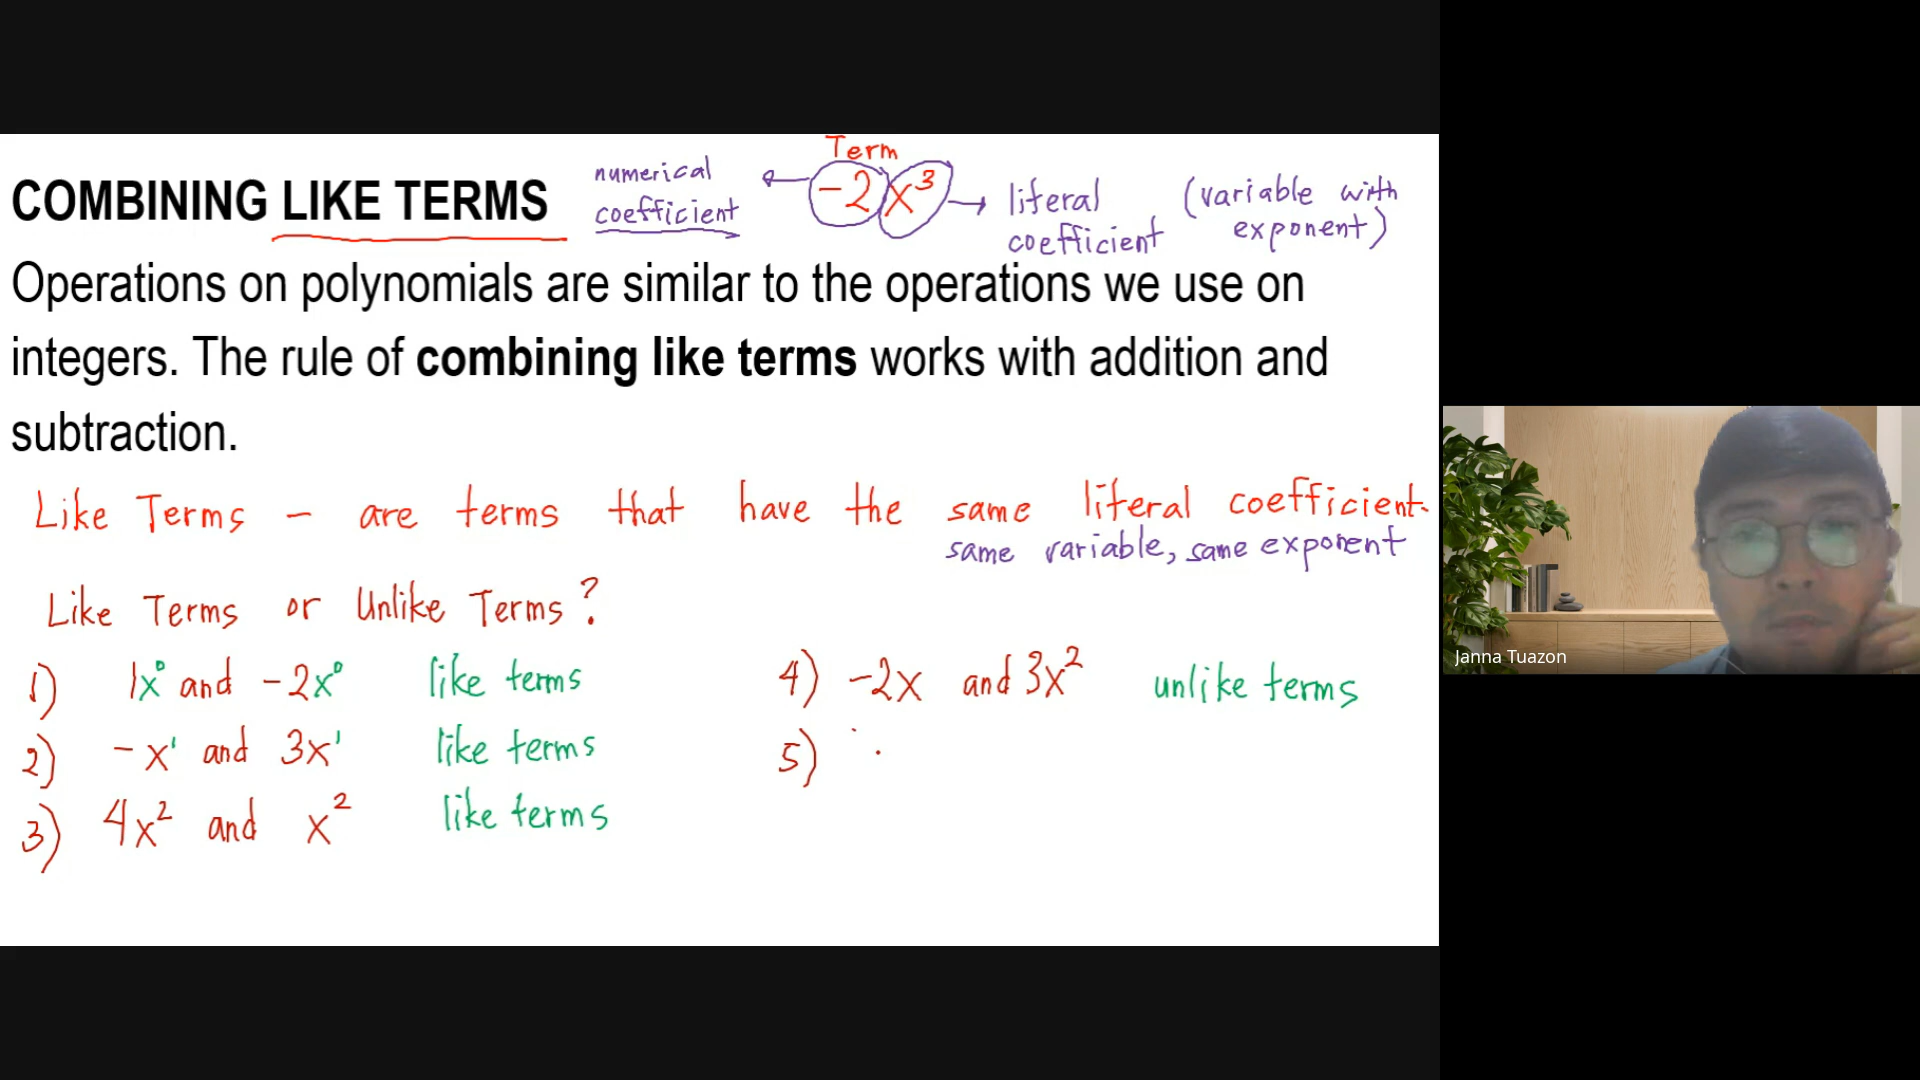 Term
numerical coefficient
-2x³
literal coefficient
(variable with exponent)
COMBINING LIKE TERMS
Operations on polynomials are similar to the operations we use on
integers. The rule of combining like terms works with addition and
subtraction.
Like Terms - are terms that have the same literal coefficient.
same variable, same exponent
Like Terms or Unlike Terms?
1) 1x⁰ and -2x⁰ like terms
2) -x¹ and 3x¹ like terms
3) 4x² and x² like terms
4) -2x and 3x² unlike terms
5)
Janna Tuazon